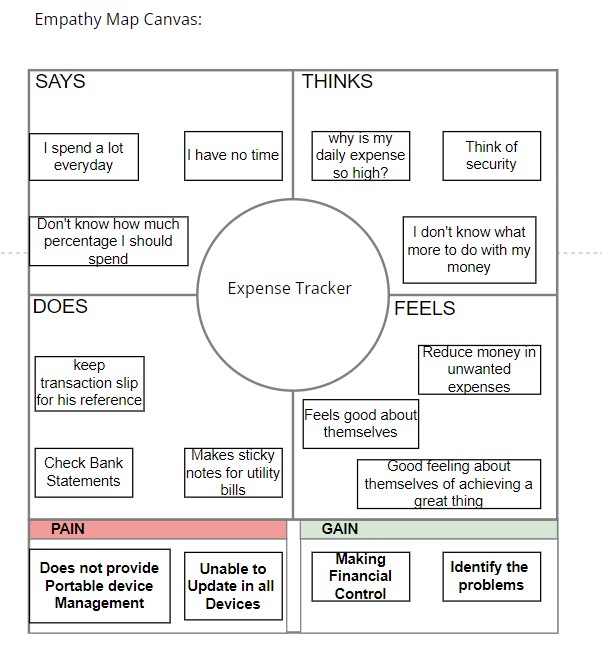 Empathy Map Canvas:
SAYS
I spend a lot
everyday
I have no time
Don't know how much
percentage I should
spend
THINKS
why is my
daily expense
so high?
Think of
security
I don't know what
more to do with my
money
Expense Tracker
DOES
keep
transaction slip
for his reference
Check Bank
Statements
Makes sticky
notes for utility
bills
FEELS
Reduce money in
unwanted
expenses
Feels good about
themselves
Good feeling about
themselves of achieving a
great thing
PAIN
Does not provide
Portable device
Management
Unable to
Update in all
Devices
GAIN
Making
Financial
Control
Identify the
problems